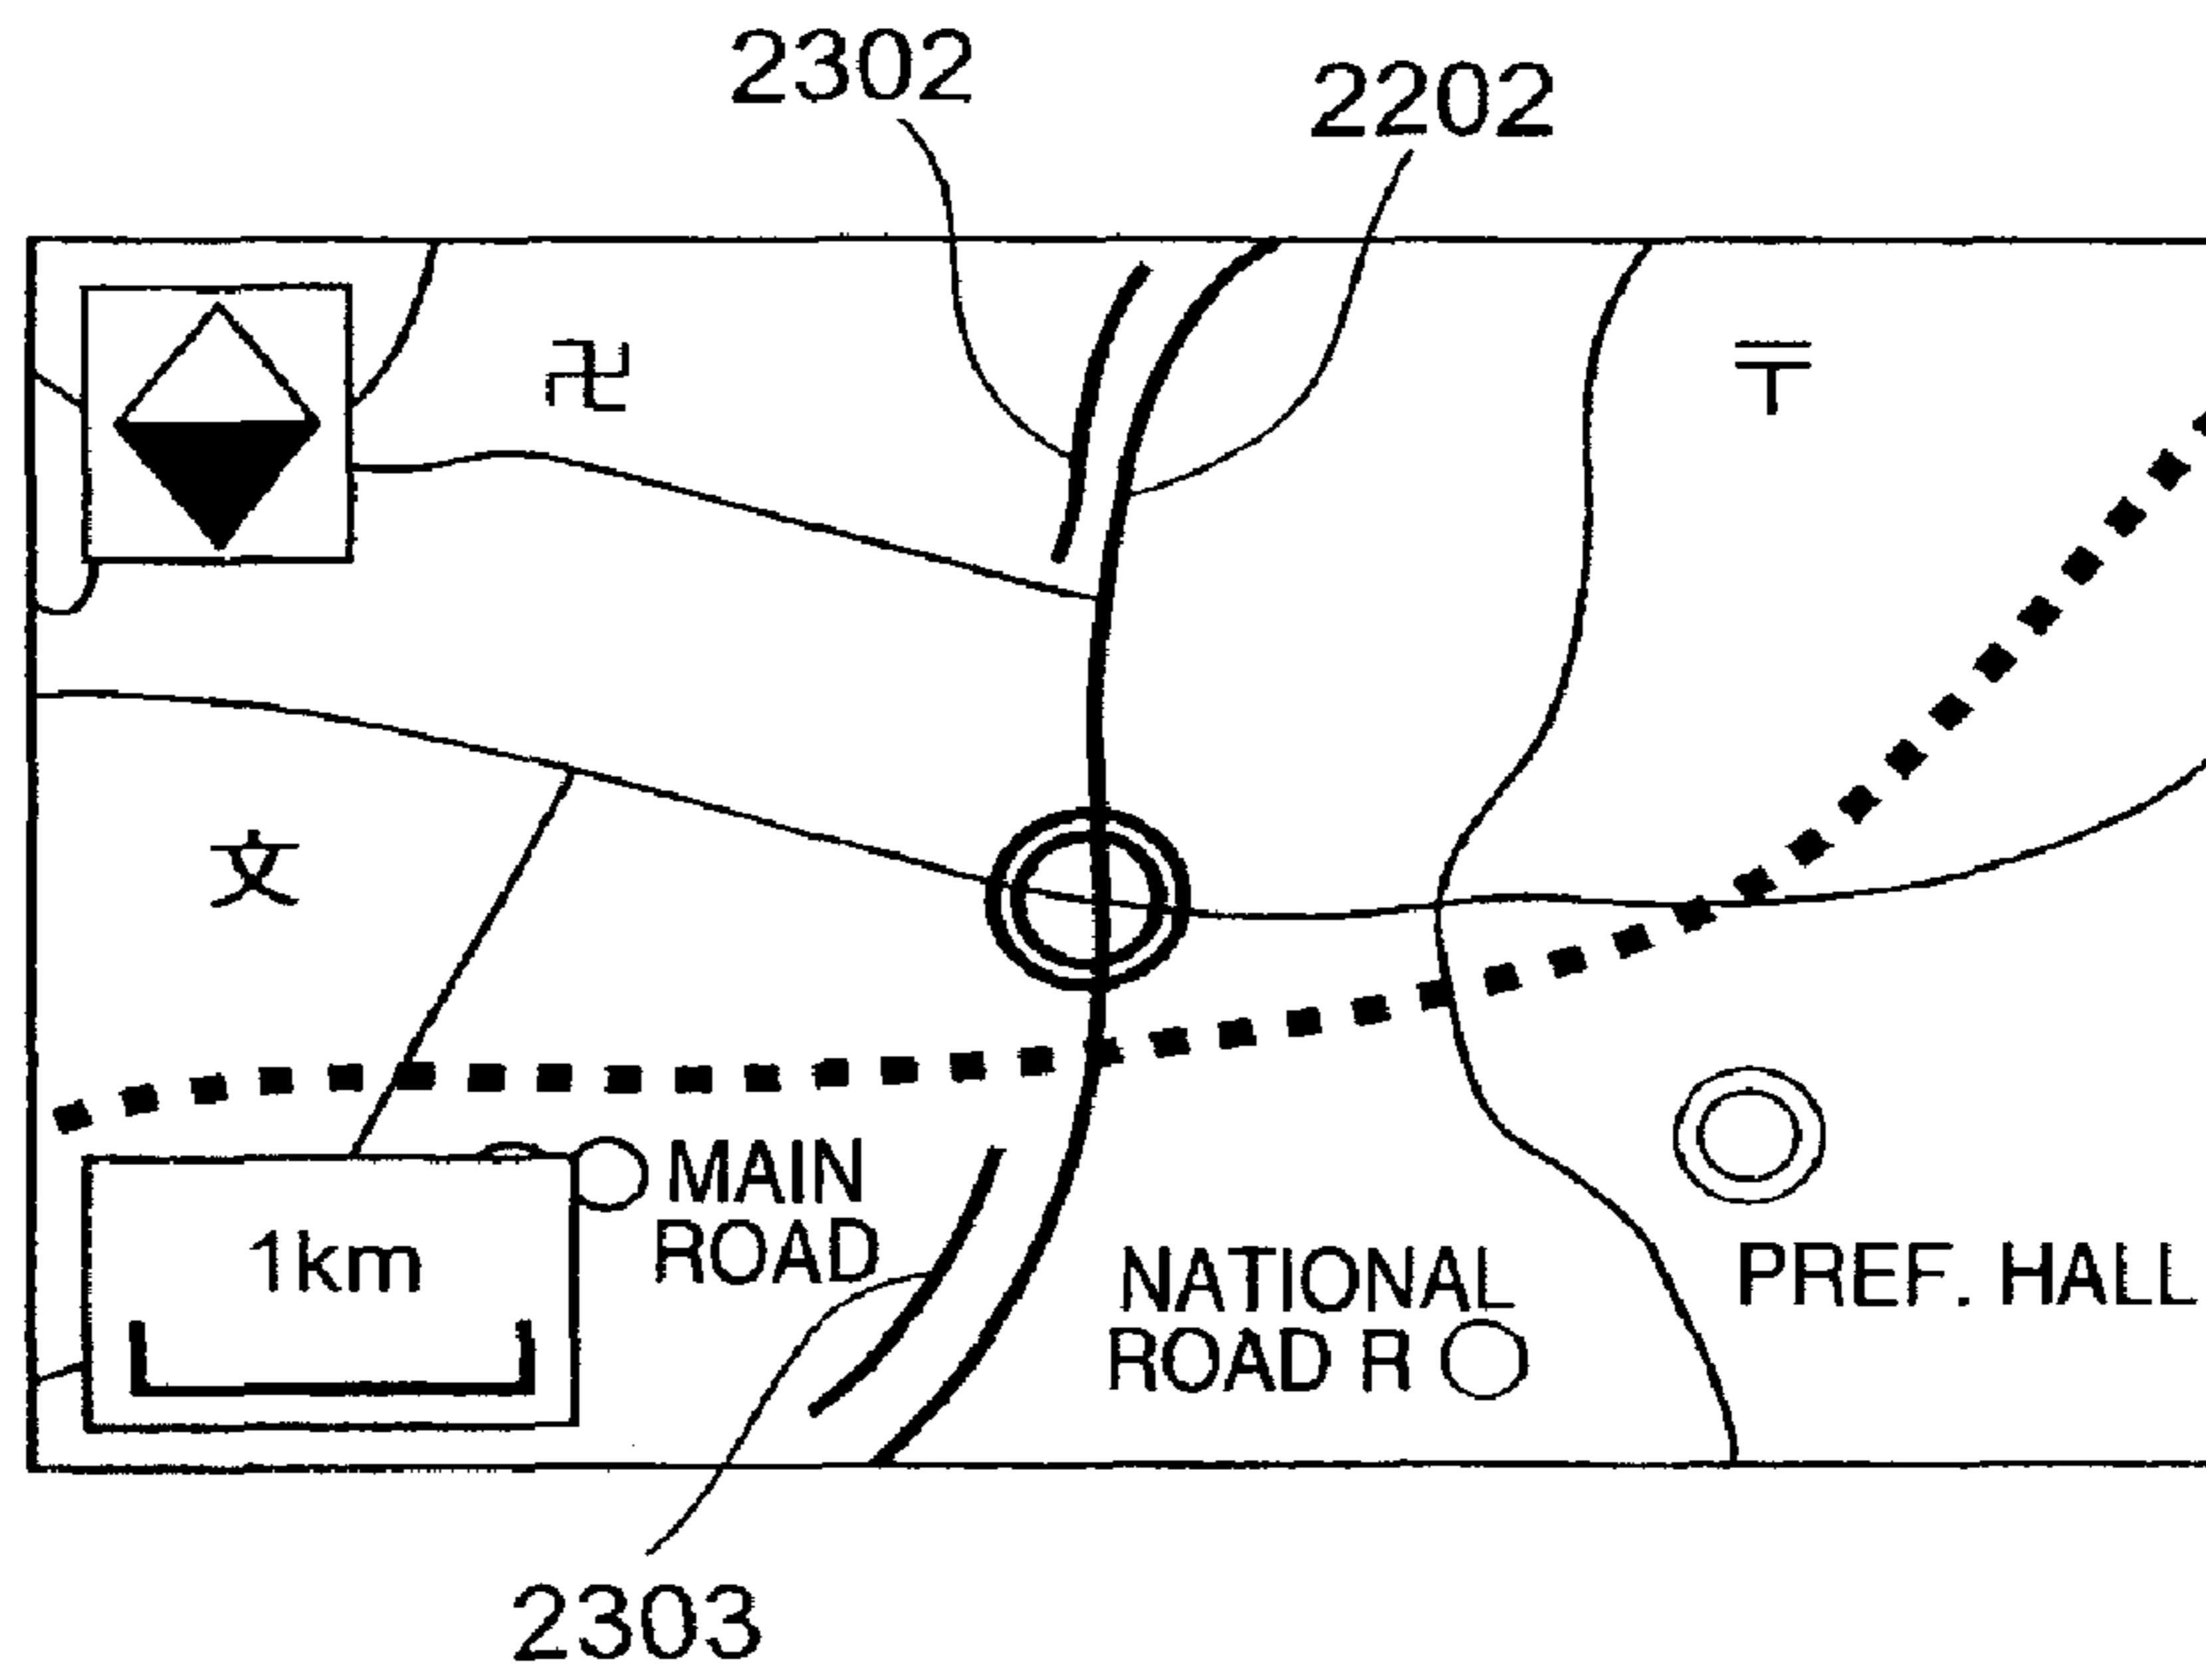 2302
2202
卍
〒
文
MAIN
ROAD
1km
NATIONAL
ROAD R ○
PREF. HALL
2303